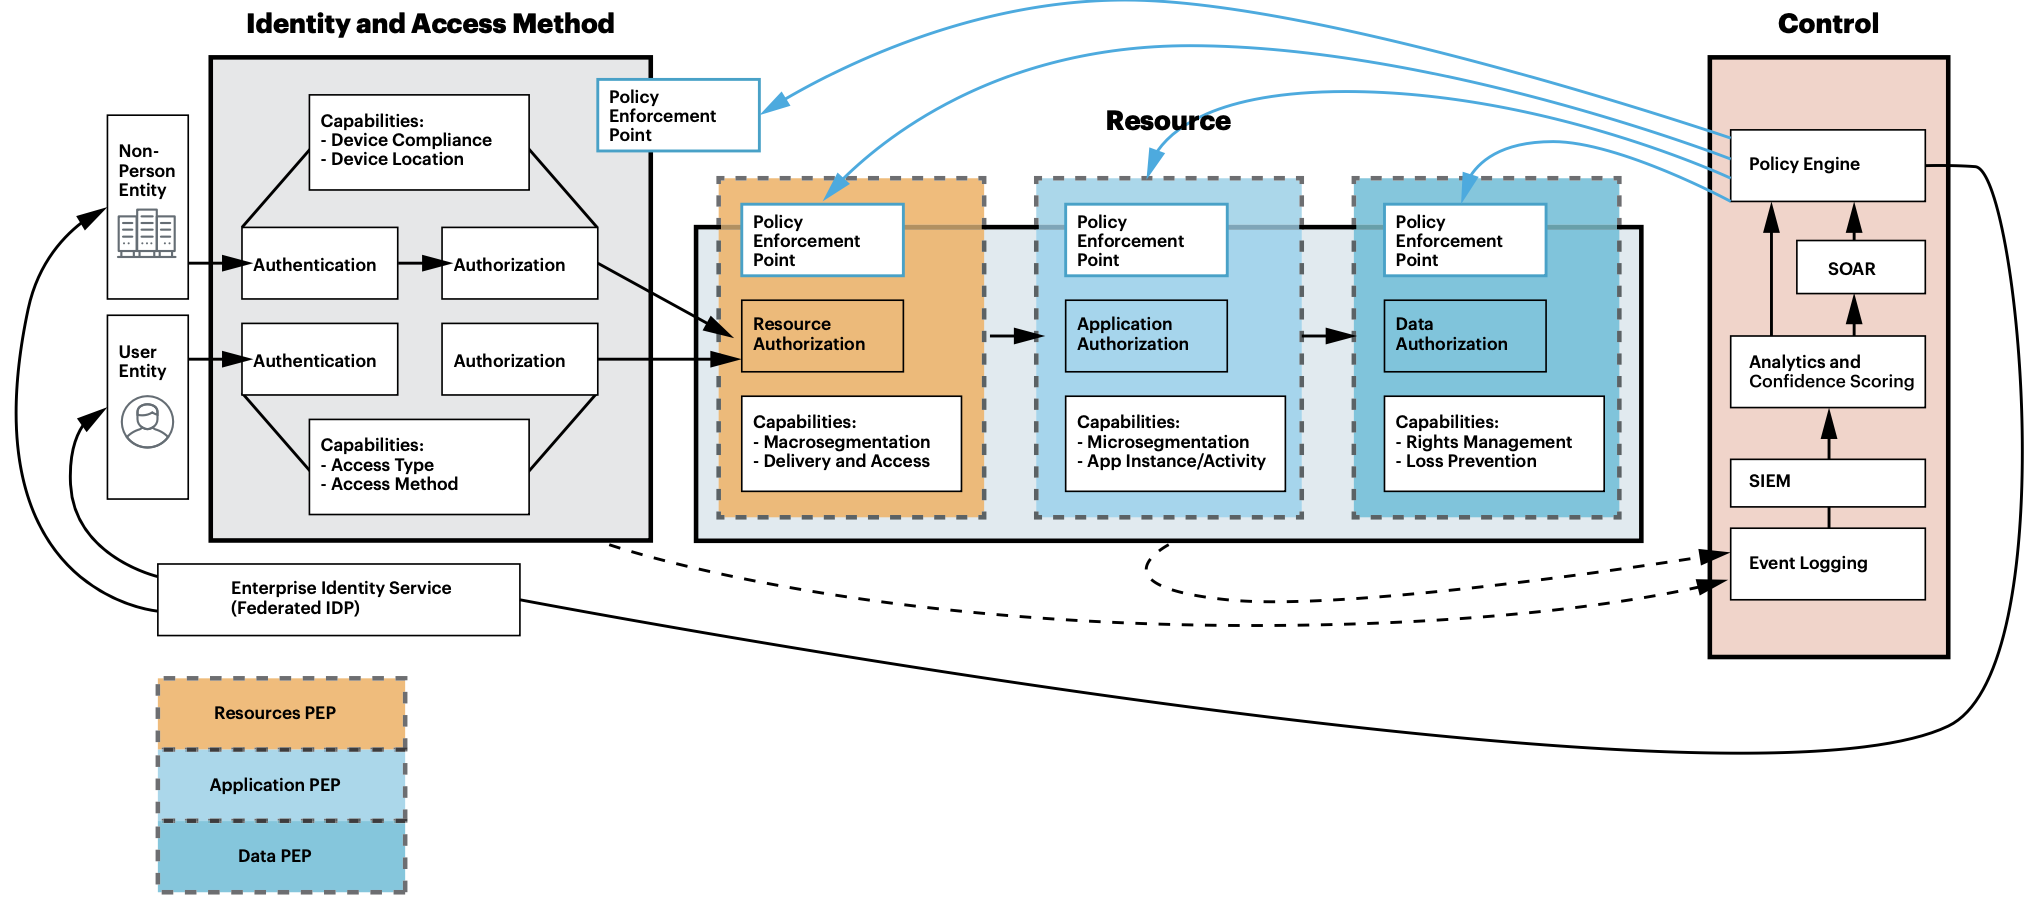 Identity and Access Method
Control
Resource
Non-
Person
Entity
User
Entity
Capabilities:
- Device Compliance
- Device Location
Policy
Enforcement
Point
Authentication
Authorization
Authentication
Authorization
Capabilities:
- Access Type
- Access Method
Policy
Enforcement
Point
Resource
Authorization
Capabilities:
- Macrosegmentation
- Delivery and Access
Policy
Enforcement
Point
Application
Authorization
Capabilities:
- Microsegmentation
- App Instance/Activity
Policy
Enforcement
Point
Data
Authorization
Capabilities:
- Rights Management
- Loss Prevention
Policy Engine
SOAR
Analytics and
Confidence Scoring
SIEM
Event Logging
Enterprise Identity Service
(Federated IDP)
Resources PEP
Application PEP
Data PEP